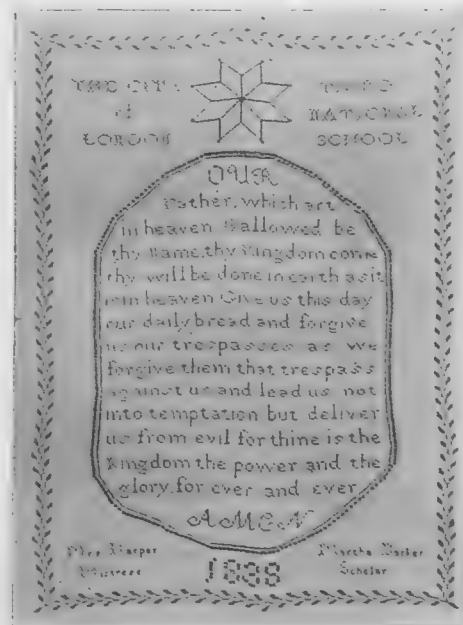 THE CITY
of
LONDON
NATIONAL
SCHOOL
OUR
Father, which art
in heaven Hallowed be
thy Name, thy Kingdom come
thy will be done in earth as it
is in heaven Give us this day
our daily bread and forgive
us our trespasses as we
forgive them that trespass
against us and lead us not
into temptation but deliver
us from evil for thine is the
Kingdom the power and the
glory, for ever and ever
AMEN
Mrs Harper
Mistress
1838
Martha Barker
Scholar